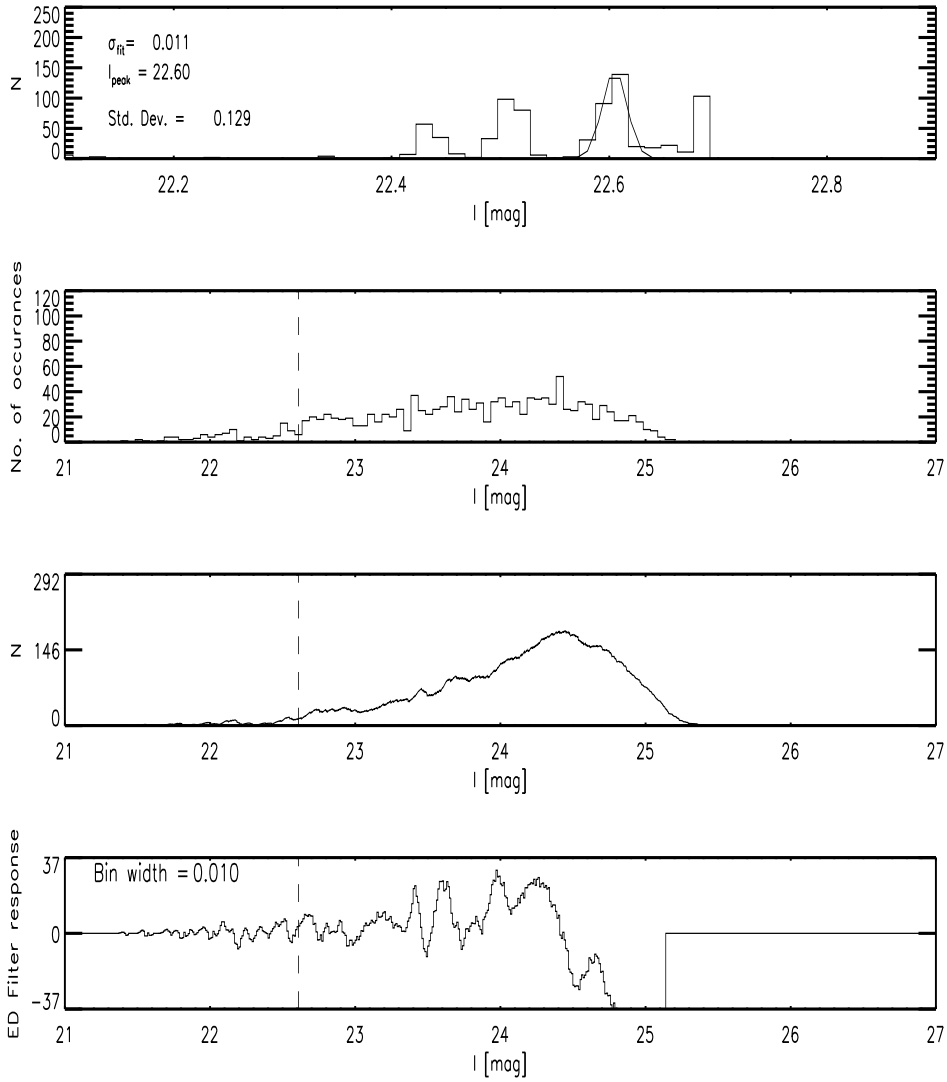 250
200
150
100
50
0
N
σfit= 0.011
Ipeak = 22.60
Std. Dev. = 0.129
22.2 22.4 22.6 22.8
I [mag]
120
100
80
60
40
20
0
No. of occurances
21 22 23 24 25 26 27
I [mag]
292
146
0
N
21 22 23 24 25 26 27
I [mag]
37
0
-37
ED Filter response
Bin width = 0.010
21 22 23 24 25 26 27
I [mag]